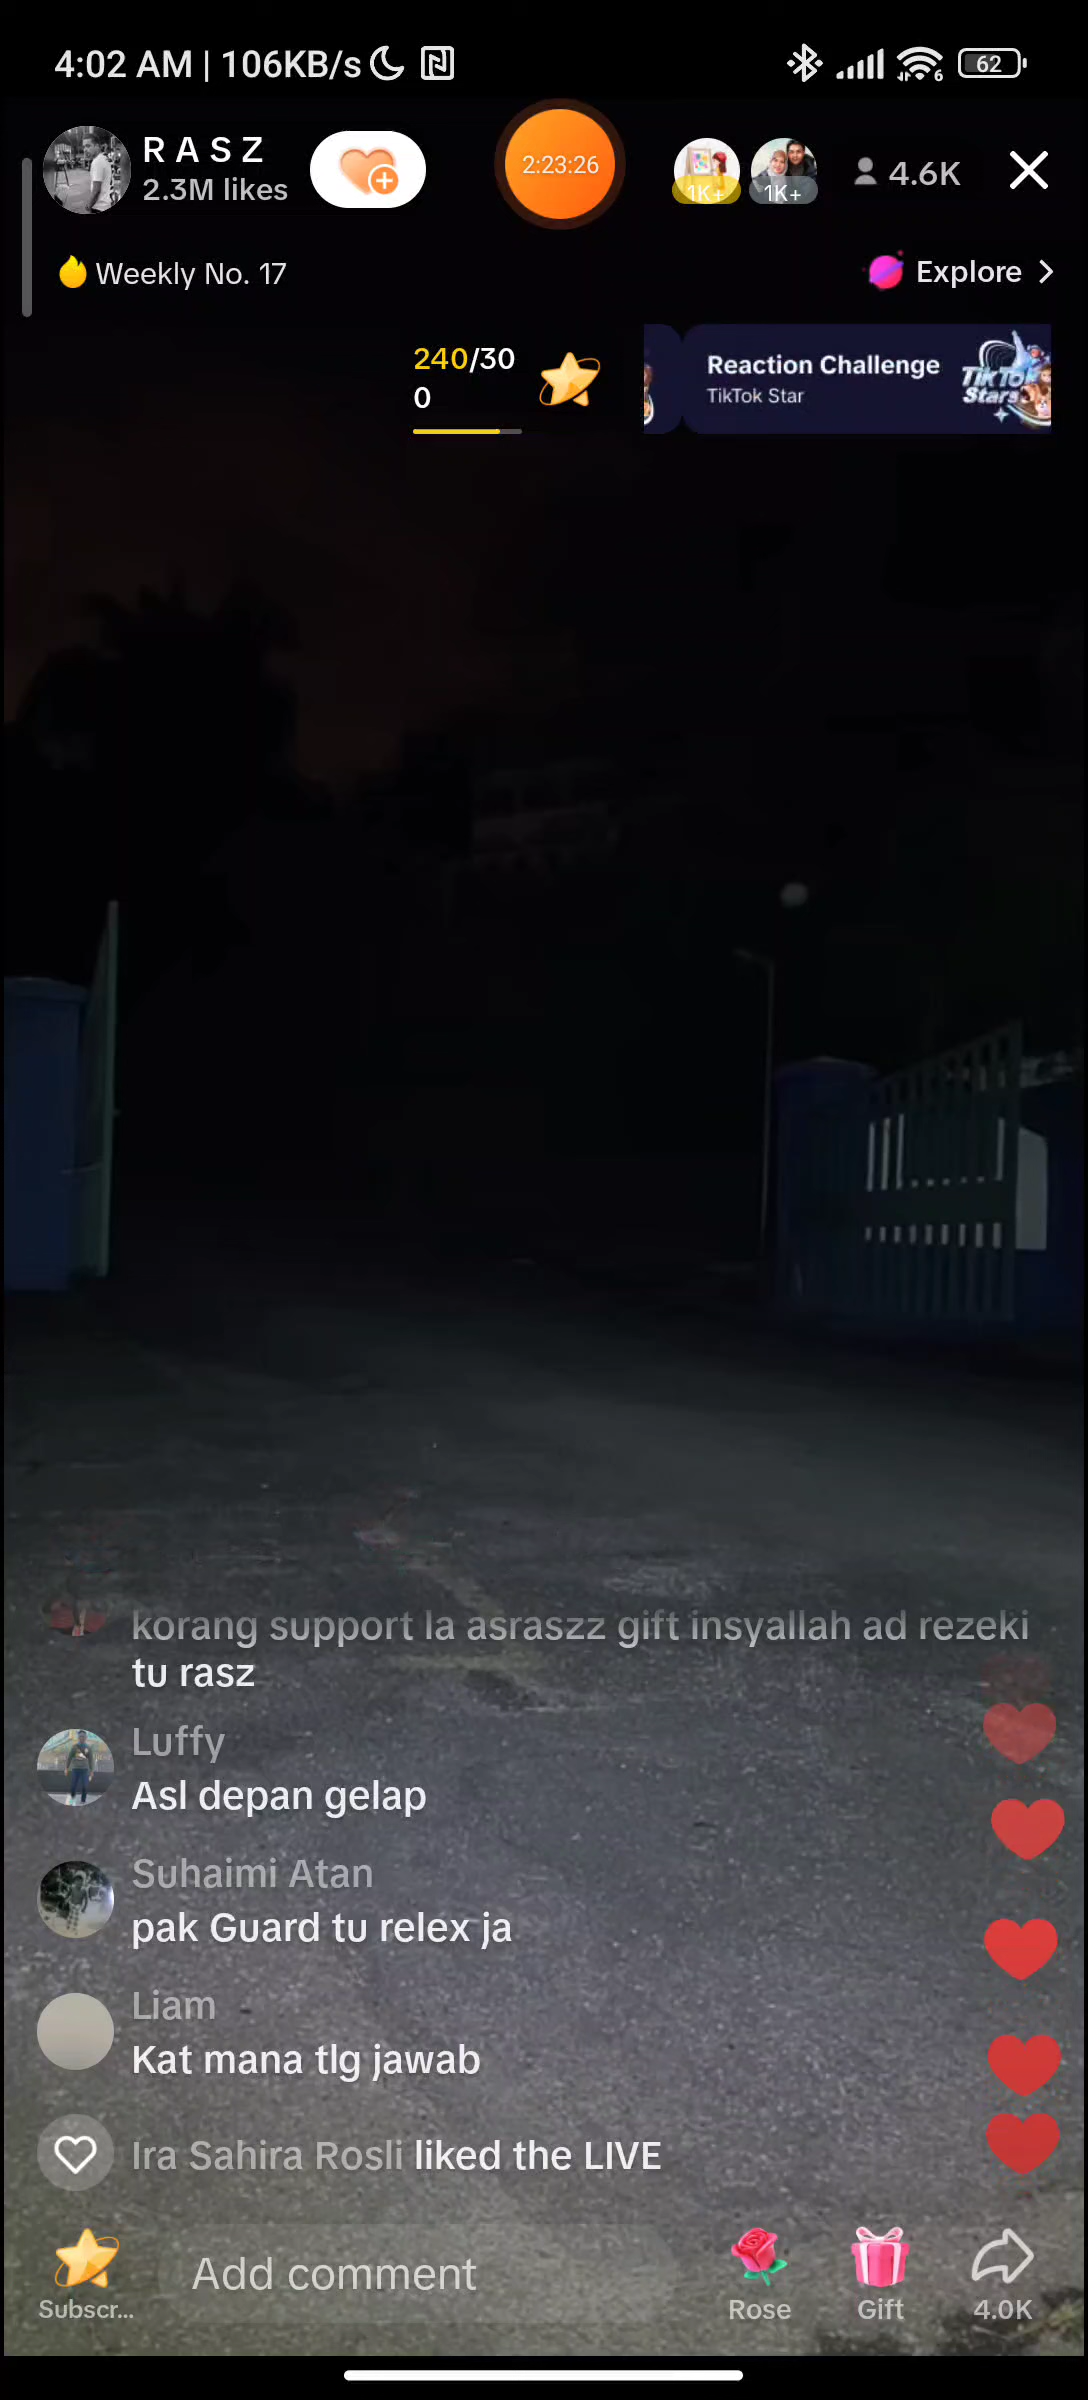 4:02 AM | 106KB/s
62
R A S Z
2.3M likes
2:23:26
1K+
1K+
4.6K
Weekly No. 17
Explore
240/30
0
Reaction Challenge
TikTok Star
TikTok
Stars
korang support la asraszz gift insyallah ad rezeki
tu rasz
Luffy
Asl depan gelap
Suhaimi Atan
pak Guard tu relex ja
Liam
Kat mana tlg jawab
Ira Sahira Rosli liked the LIVE
Subscr...
Add comment
Rose
Gift
4.0K